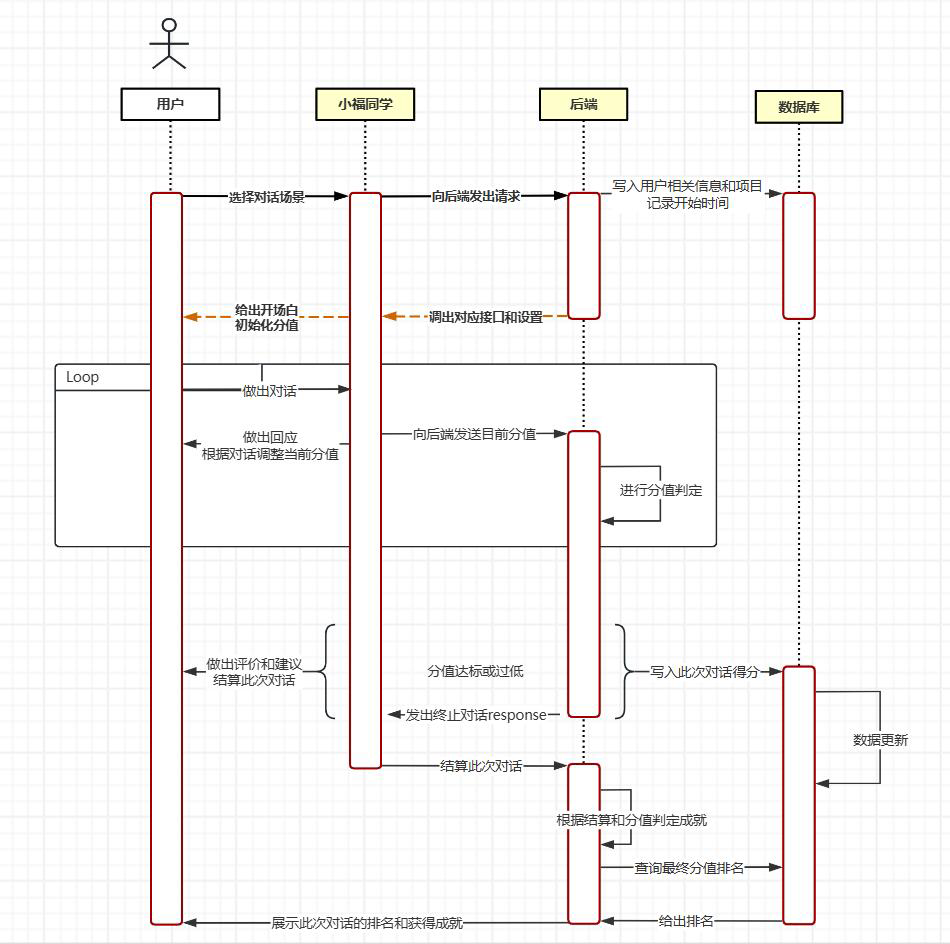 用户
小福同学
后端
数据库
选择对话场景
向后端发出请求
写入用户相关信息和项目
记录开始时间
给出开场白
初始化分值
调出对应接口和设置
Loop
做出对话
做出回应
根据对话调整当前分值
向后端发送目前分值
进行分值判定
做出评价和建议
结算此次对话
分值达标或过低
写入此次对话得分
发出终止对话response
数据更新
结算此次对话
根据结算和分值判定成就
查询最终分值排名
展示此次对话的排名和获得成就
给出排名